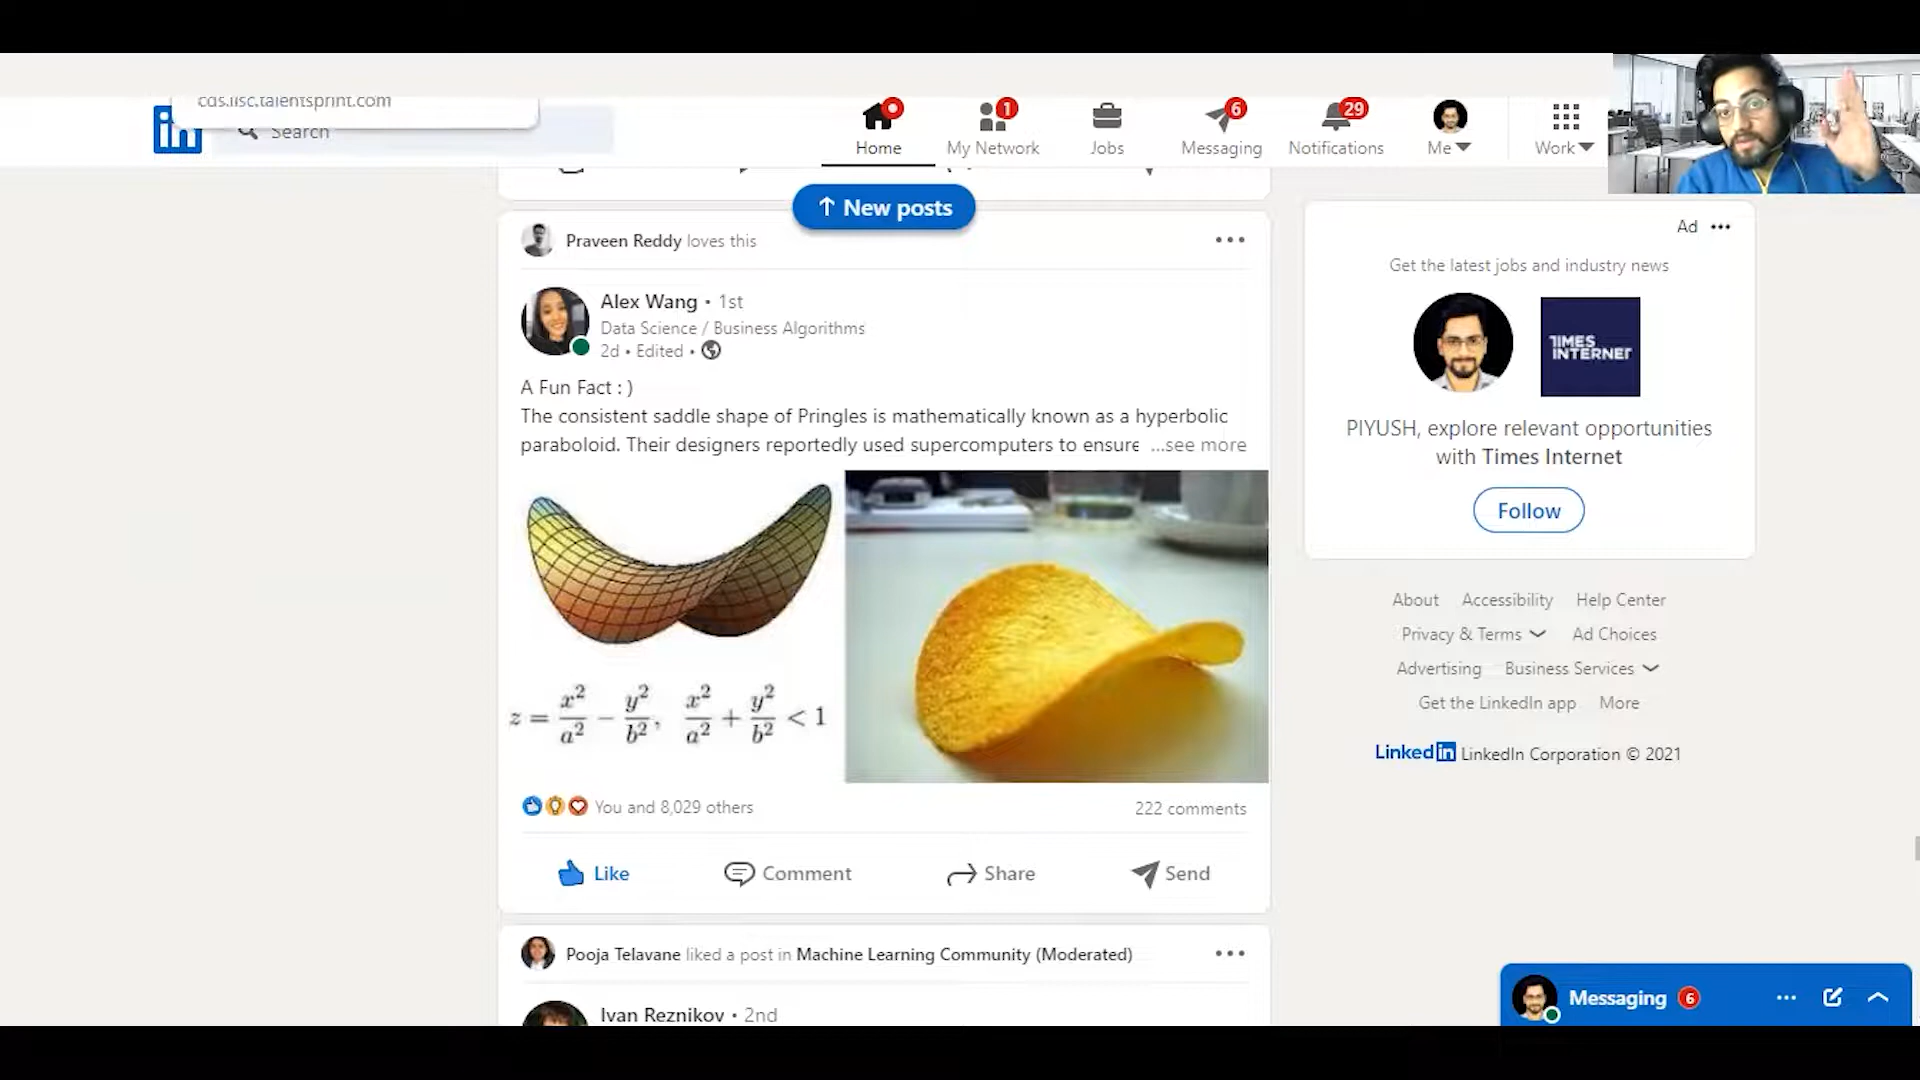 cds.iisc.talentsprint.com
in
Search
1
6
29
Home
My Network
Jobs
Messaging
Notifications
Me
Work
↑ New posts
Praveen Reddy loves this
Alex Wang • 1st
Data Science / Business Algorithms
2d • Edited •
A Fun Fact : )
The consistent saddle shape of Pringles is mathematically known as a hyperbolic
paraboloid. Their designers reportedly used supercomputers to ensure ...see more
z = x²/a² − y²/b², x²/a² + y²/b² < 1
You and 8,029 others
222 comments
Like
Comment
Share
Send
Pooja Telavane liked a post in Machine Learning Community (Moderated)
Ivan Reznikov • 2nd
Ad
Get the latest jobs and industry news
TIMES
INTERNET
PIYUSH, explore relevant opportunities
with Times Internet
Follow
About Accessibility Help Center
Privacy & Terms Ad Choices
Advertising Business Services
Get the LinkedIn app More
LinkedIn LinkedIn Corporation © 2021
Messaging 6